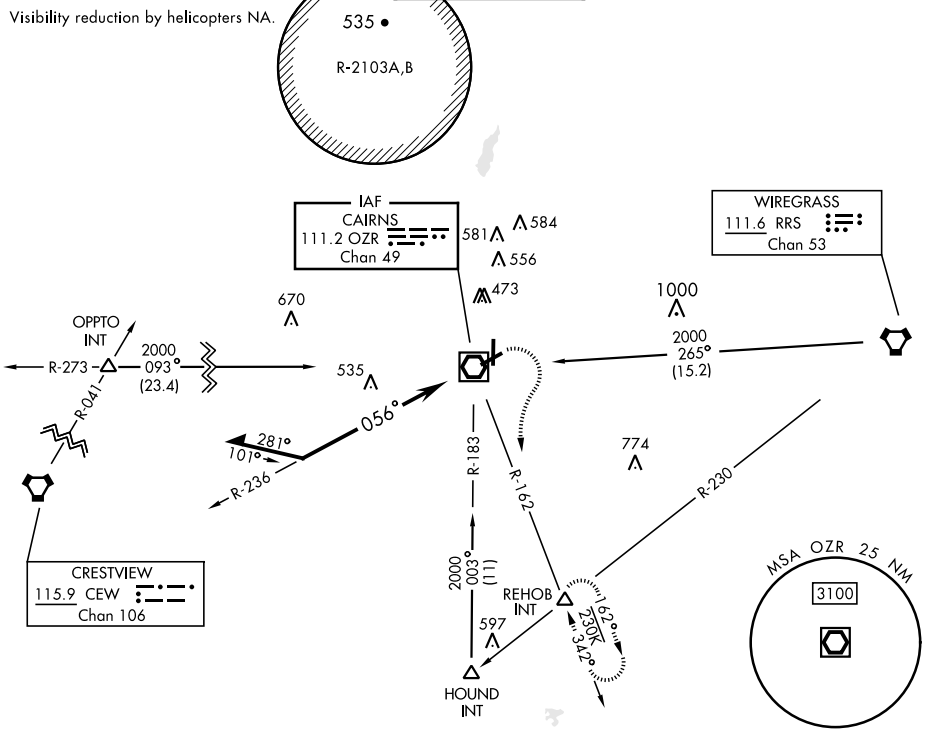 Visibility reduction by helicopters NA.
535
R-2103A,B
IAF
CAIRNS
111.2 OZR
Chan 49
581
584
556
473
WIREGRASS
111.6 RRS
Chan 53
670
1000
OPPTO
INT
R-273
2000
093°
(23.4)
2000
265°
(15.2)
535
R-041
056°
281°
101°
R-236
R-183
R-162
774
R-230
CRESTVIEW
115.9 CEW
Chan 106
2000
003°
(11)
REHOB
INT
162°
230K
342°
597
HOUND
INT
MSA OZR 25 NM
3100